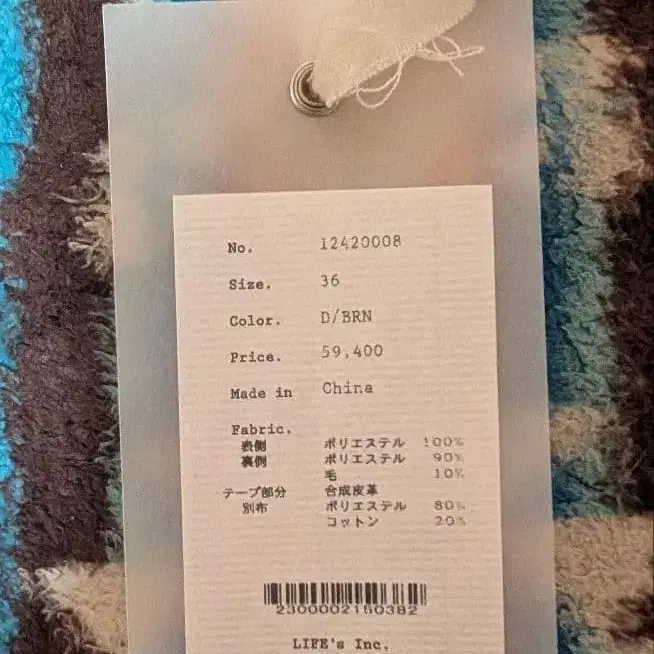 No. 12420008
Size. 36
Color. D/BRN
Price. 59,400
Made in China
Fabric.
表側 ポリエステル 100%
裏側 ポリエステル 90%
毛 10%
テープ部分 合成皮革
別布 ポリエステル 80%
コットン 20%
2300002150382
LIFE's Inc.